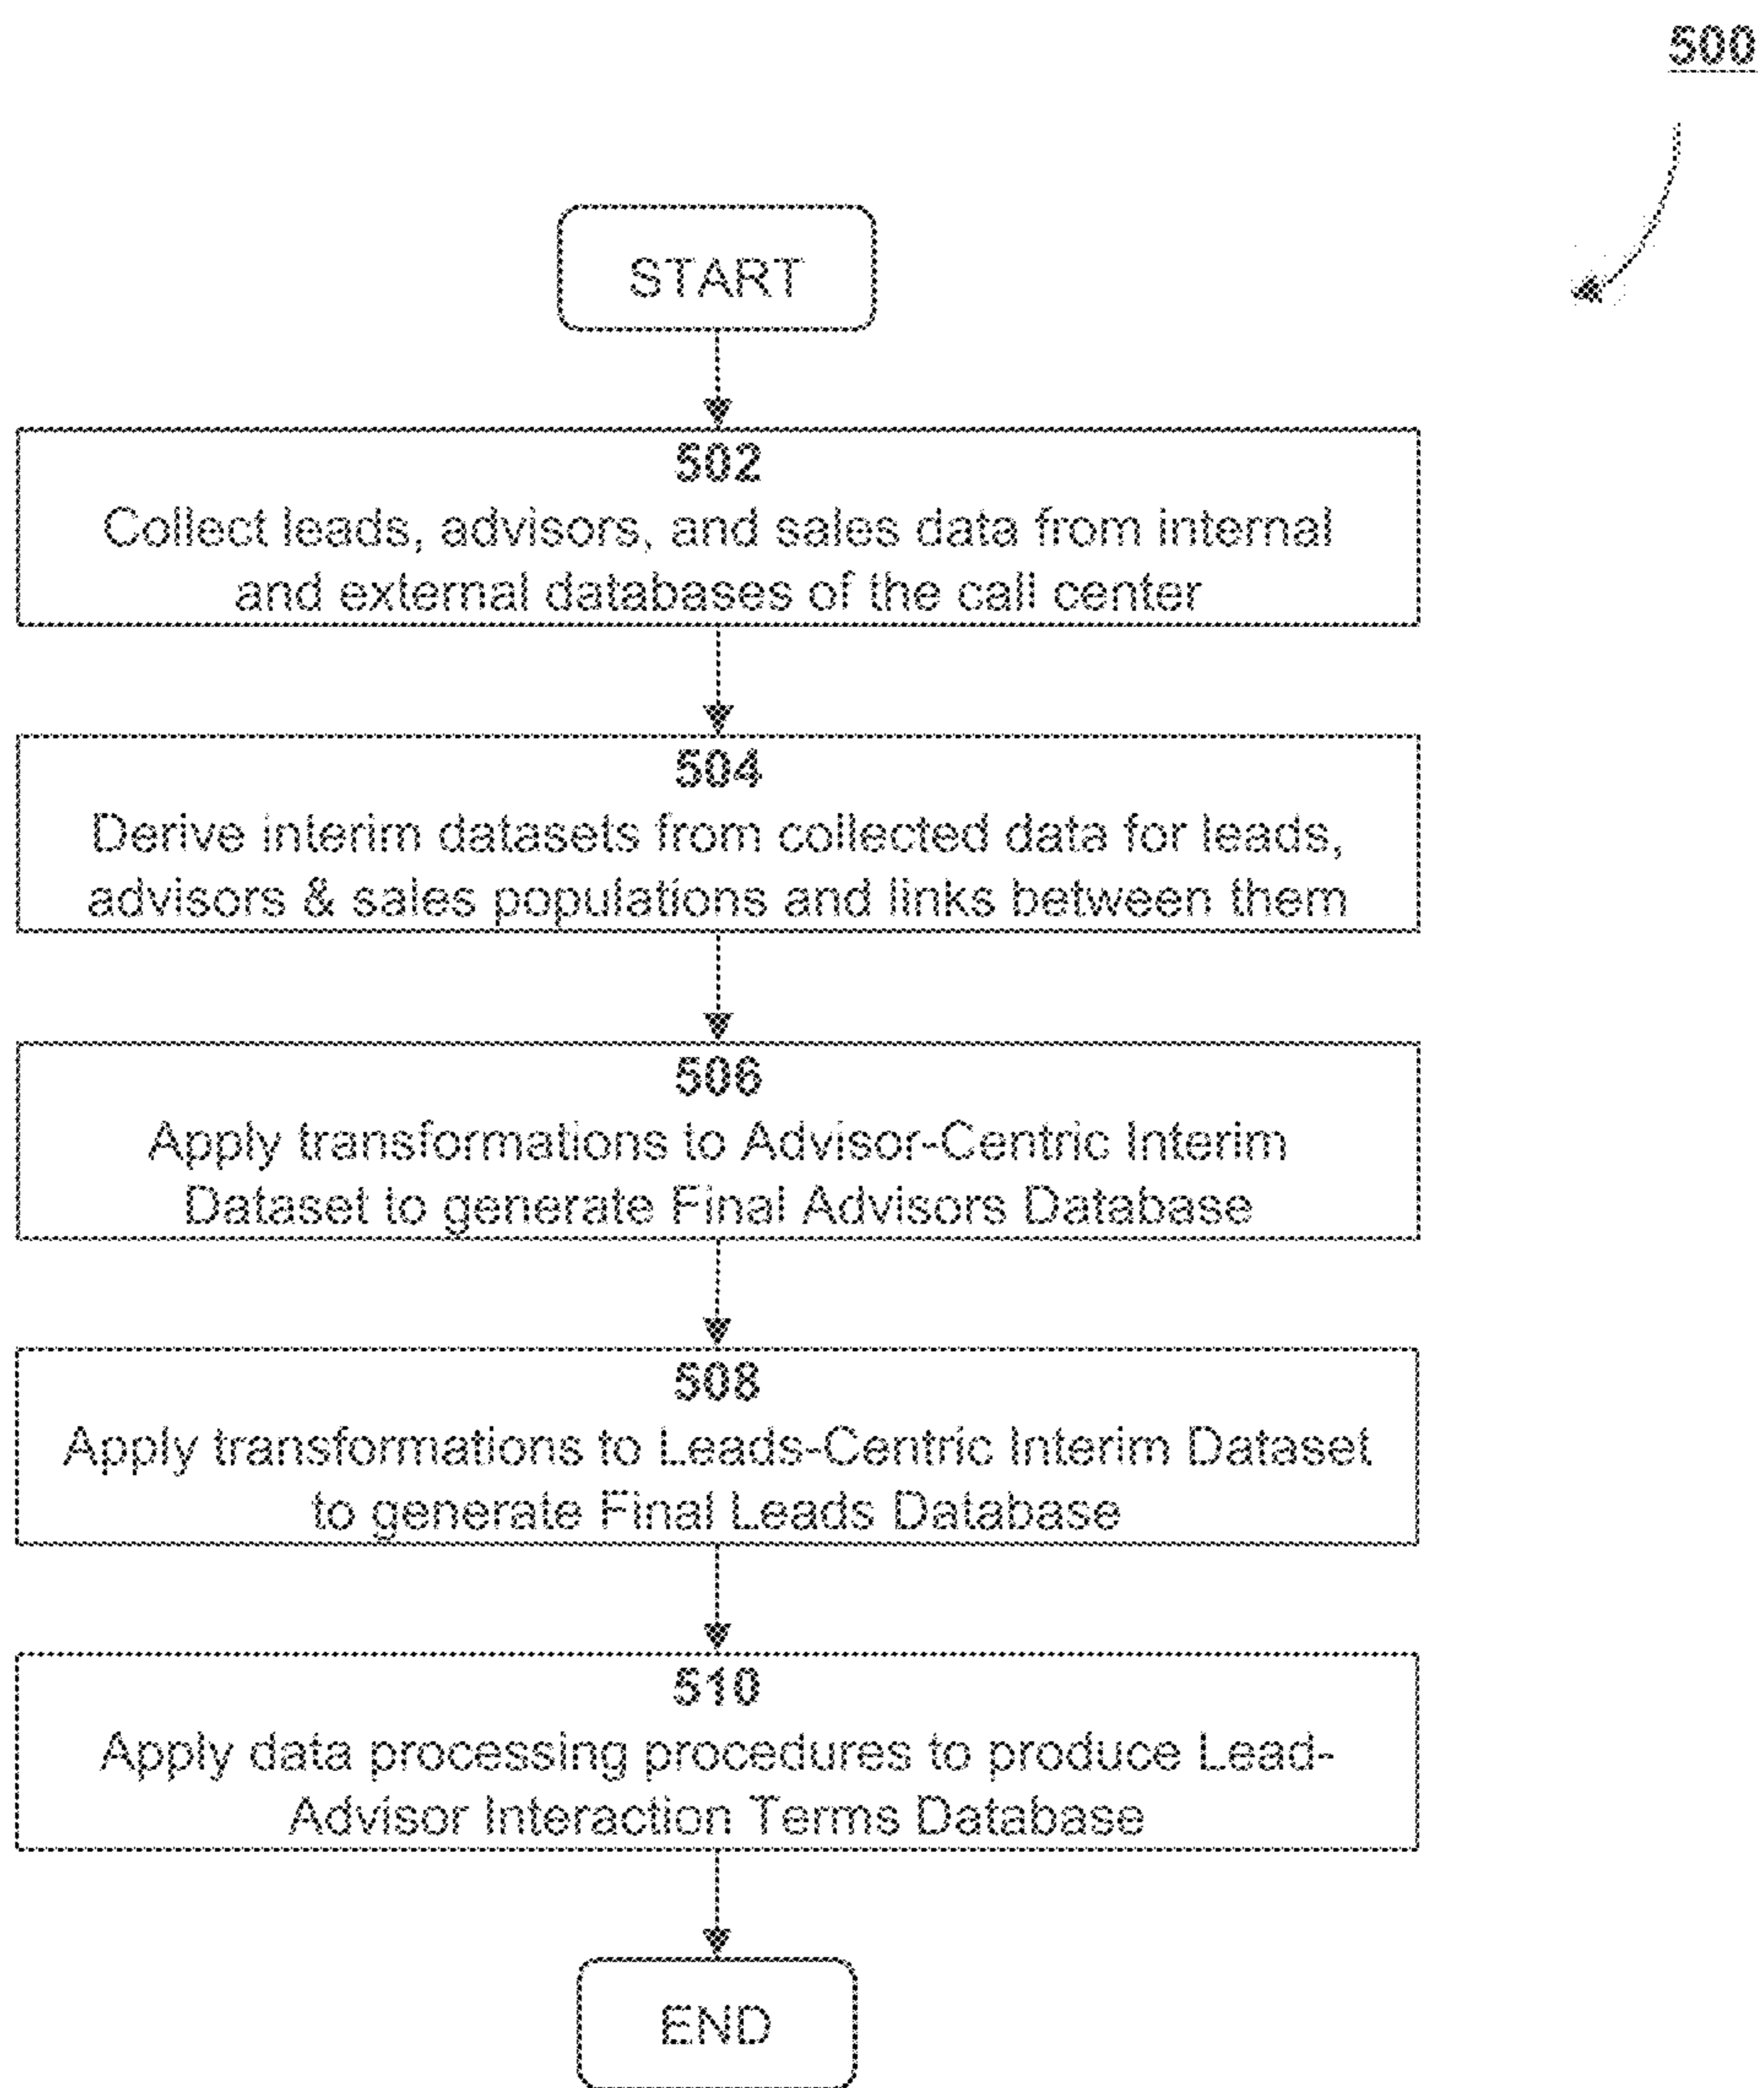 500
START
502
Collect leads, advisors, and sales data from internal
and external databases of the call center
504
Derive interim datasets from collected data for leads,
advisors & sales populations and links between them
506
Apply transformations to Advisor-Centric Interim
Dataset to generate Final Advisors Database
508
Apply transformations to Leads-Centric Interim Dataset
to generate Final Leads Database
510
Apply data processing procedures to produce Lead-
Advisor Interaction Terms Database
END